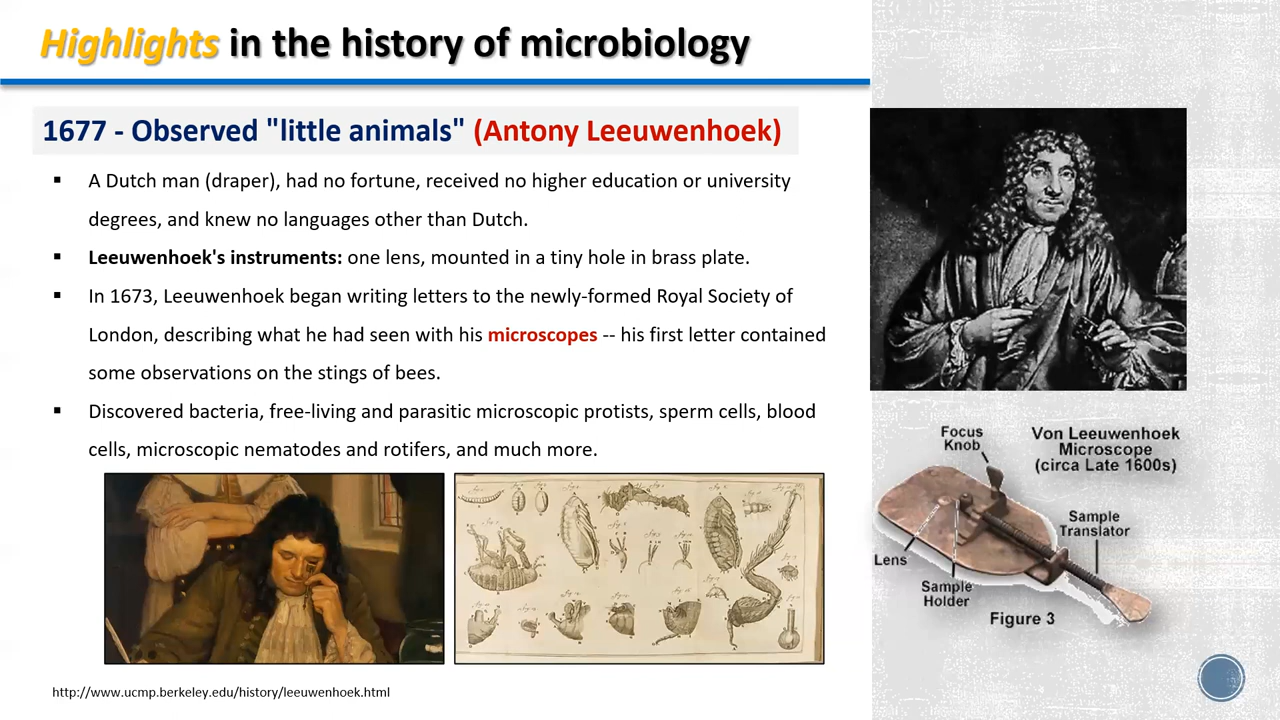 Highlights in the history of microbiology
1677 - Observed "little animals" (Antony Leeuwenhoek)
▪ A Dutch man (draper), had no fortune, received no higher education or university
degrees, and knew no languages other than Dutch.
▪ Leeuwenhoek's instruments: one lens, mounted in a tiny hole in brass plate.
▪ In 1673, Leeuwenhoek began writing letters to the newly-formed Royal Society of
London, describing what he had seen with his microscopes -- his first letter contained
some observations on the stings of bees.
▪ Discovered bacteria, free-living and parasitic microscopic protists, sperm cells, blood
cells, microscopic nematodes and rotifers, and much more.
Focus
Knob
Von Leeuwenhoek
Microscope
(circa Late 1600s)
Sample
Translator
Lens
Sample
Holder
Figure 3
http://www.ucmp.berkeley.edu/history/leeuwenhoek.html